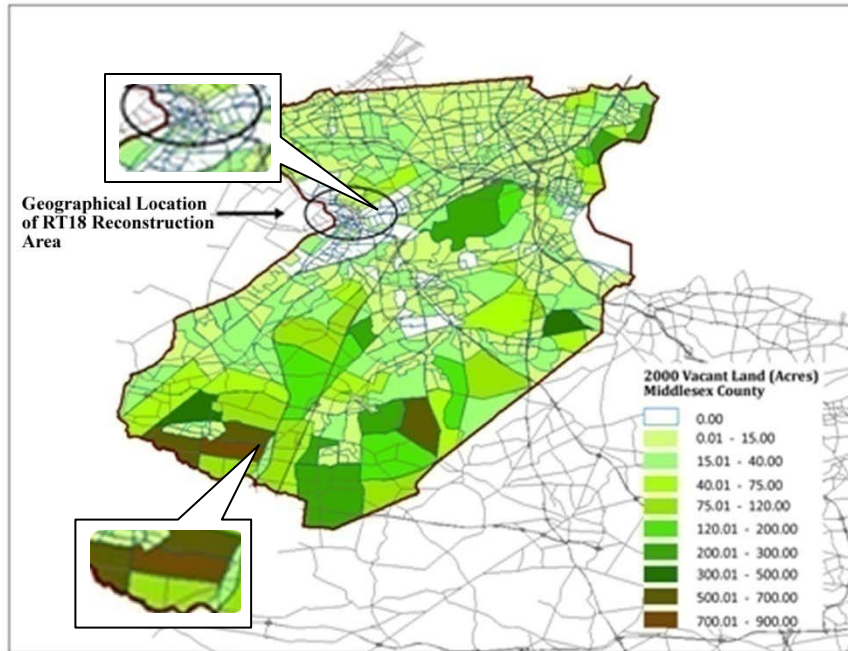 Geographical Location
of RT18 Reconstruction
Area
2000 Vacant Land (Acres)
Middlesex County
0.00
0.01 - 15.00
15.01 - 40.00
40.01 - 75.00
75.01 - 120.00
120.01 - 200.00
200.01 - 300.00
300.01 - 500.00
500.01 - 700.00
700.01 - 900.00